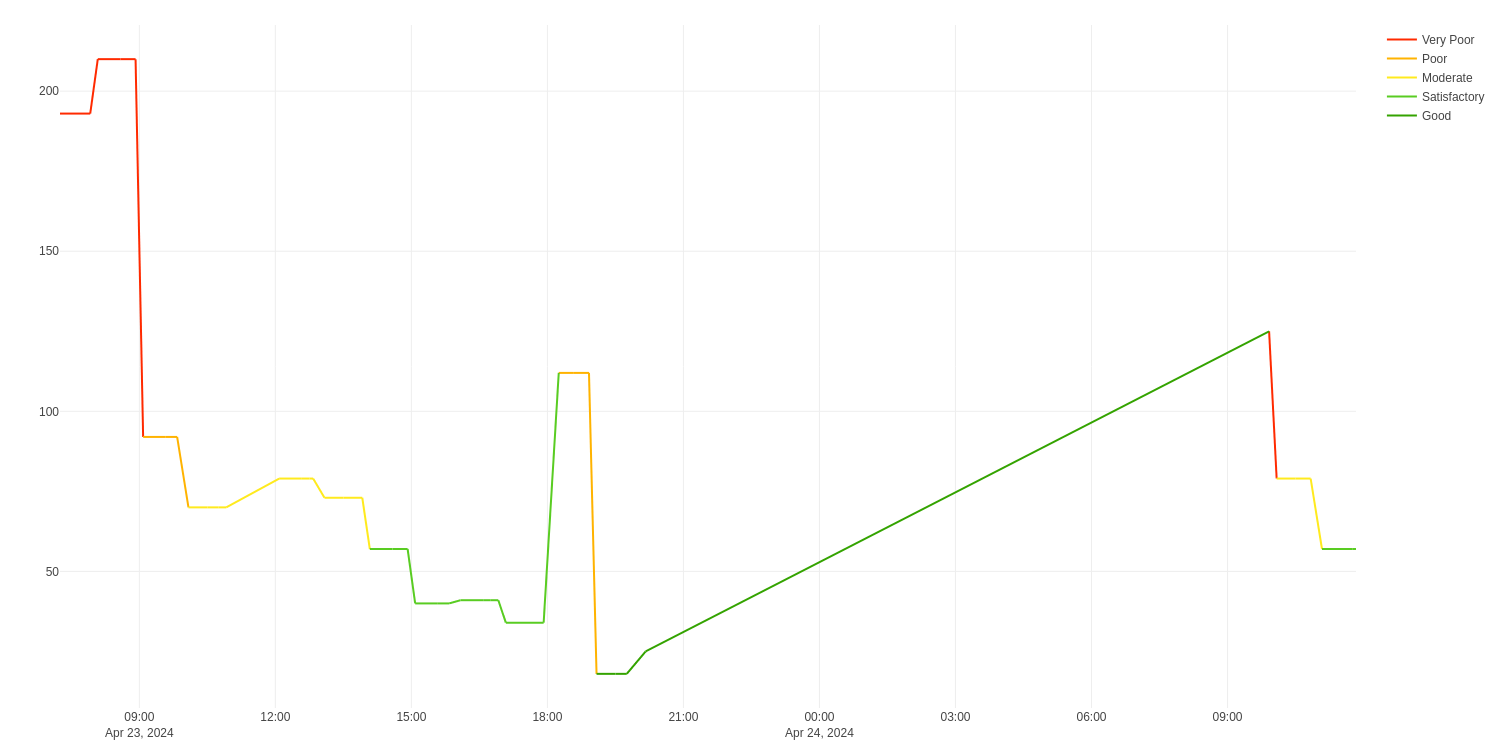 200
150
100
50
09:00
Apr 23, 2024
12:00
15:00
18:00
21:00
00:00
Apr 24, 2024
03:00
06:00
09:00
Very Poor
Poor
Moderate
Satisfactory
Good